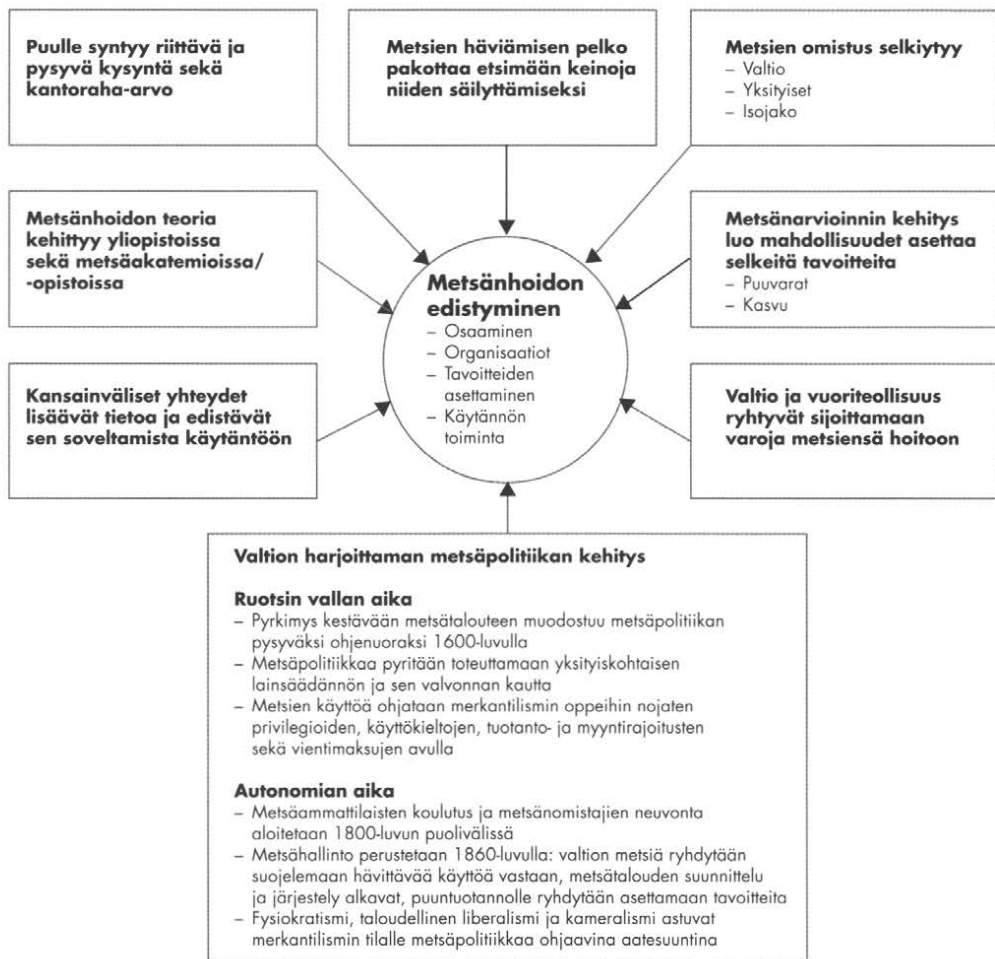 Puulle syntyy riittävä ja
pysyvä kysyntä sekä
kantoraha-arvo
Metsien häviämisen pelko
pakottaa etsimään keinoja
niiden säilyttämiseksi
Metsien omistus selkiytyy
– Valtio
– Yksityiset
– Isojako
Metsänhoidon teoria
kehittyy yliopistoissa
sekä metsäakatemioissa/
-opistoissa
Metsänhoidon
edistyminen
– Osaaminen
– Organisaatiot
– Tavoitteiden
asettaminen
– Käytännön
toiminta
Metsänarvioinnin kehitys
luo mahdollisuudet asettaa
selkeitä tavoitteita
– Puuvarat
– Kasvu
Kansainväliset yhteydet
lisäävät tietoa ja edistävät
sen soveltamista käytäntöön
Valtio ja vuoriteollisuus
ryhtyvät sijoittamaan
varoja metsiensä hoitoon
Valtion harjoittaman metsäpolitiikan kehitys
Ruotsin vallan aika
– Pyrkimys kestävään metsätalouteen muodostuu metsäpolitiikan
pysyväksi ohjenuoraksi 1600-luvulla
– Metsäpolitiikkaa pyritään toteuttamaan yksityiskohtaisen
lainsäädännön ja sen valvonnan kautta
– Metsien käyttöä ohjataan merkantilismin oppeihin nojaten
privilegioiden, käyttökieltojen, tuotanto- ja myyntirajoitusten
sekä vientimaksujen avulla
Autonomian aika
– Metsäammattilaisten koulutus ja metsänomistajien neuvonta
aloitetaan 1800-luvun puolivälissä
– Metsähallinto perustetaan 1860-luvulla: valtion metsiä ryhdytään
suojelemaan hävittävää käyttöä vastaan, metsätalouden suunnittelu
ja järjestely alkavat, puuntuotannolle ryhdytään asettamaan tavoitteita
– Fysiokratismi, taloudellinen liberalismi ja kameralismi astuvat
merkantilismin tilalle metsäpolitiikkaa ohjaavina aatesuuntina